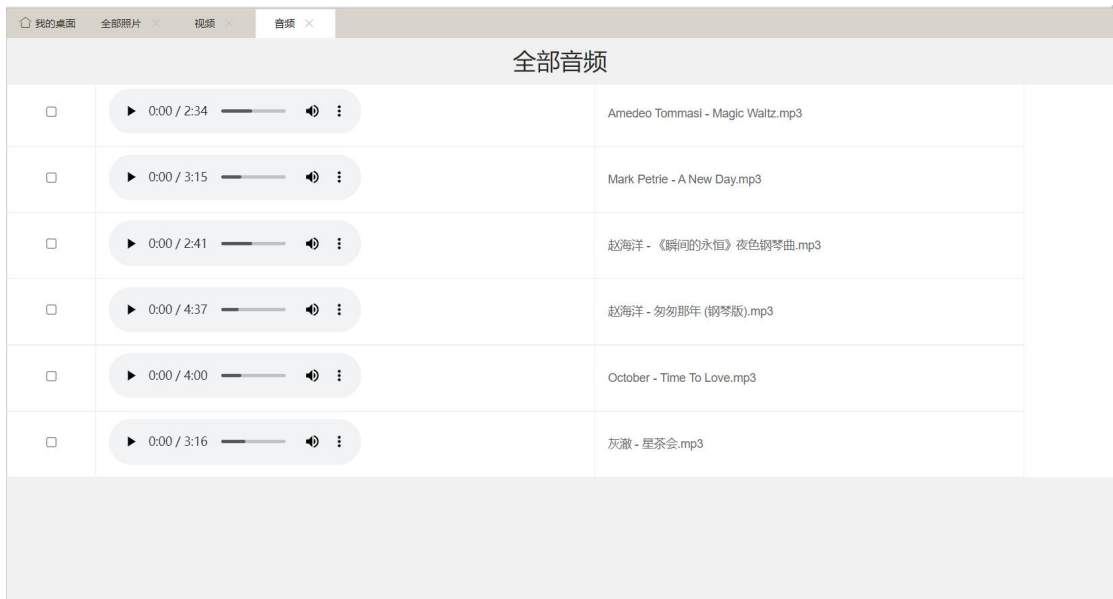 我的桌面 全部照片 视频 音频
全部音频
0:00 / 2:34 Amedeo Tommasi - Magic Waltz.mp3
0:00 / 3:15 Mark Petrie - A New Day.mp3
0:00 / 2:41 赵海洋 - 《瞬间的永恒》夜色钢琴曲.mp3
0:00 / 4:37 赵海洋 - 匆匆那年 (钢琴版).mp3
0:00 / 4:00 October - Time To Love.mp3
0:00 / 3:16 灰澈 - 星茶会.mp3